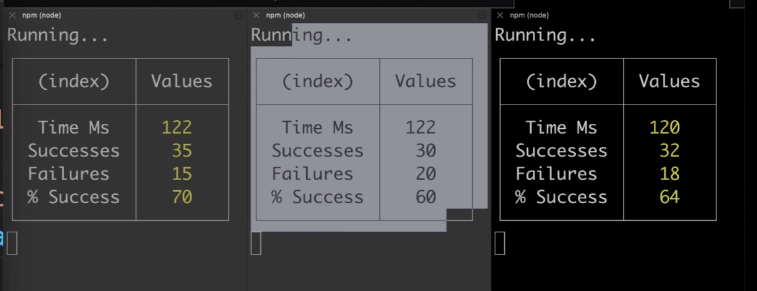 npm (node)
Running...
(index) Values
Time Ms 122
Successes 35
Failures 15
% Success 70
npm (node)
Running...
(index) Values
Time Ms 122
Successes 30
Failures 20
% Success 60
npm (node)
Running...
(index) Values
Time Ms 120
Successes 32
Failures 18
% Success 64